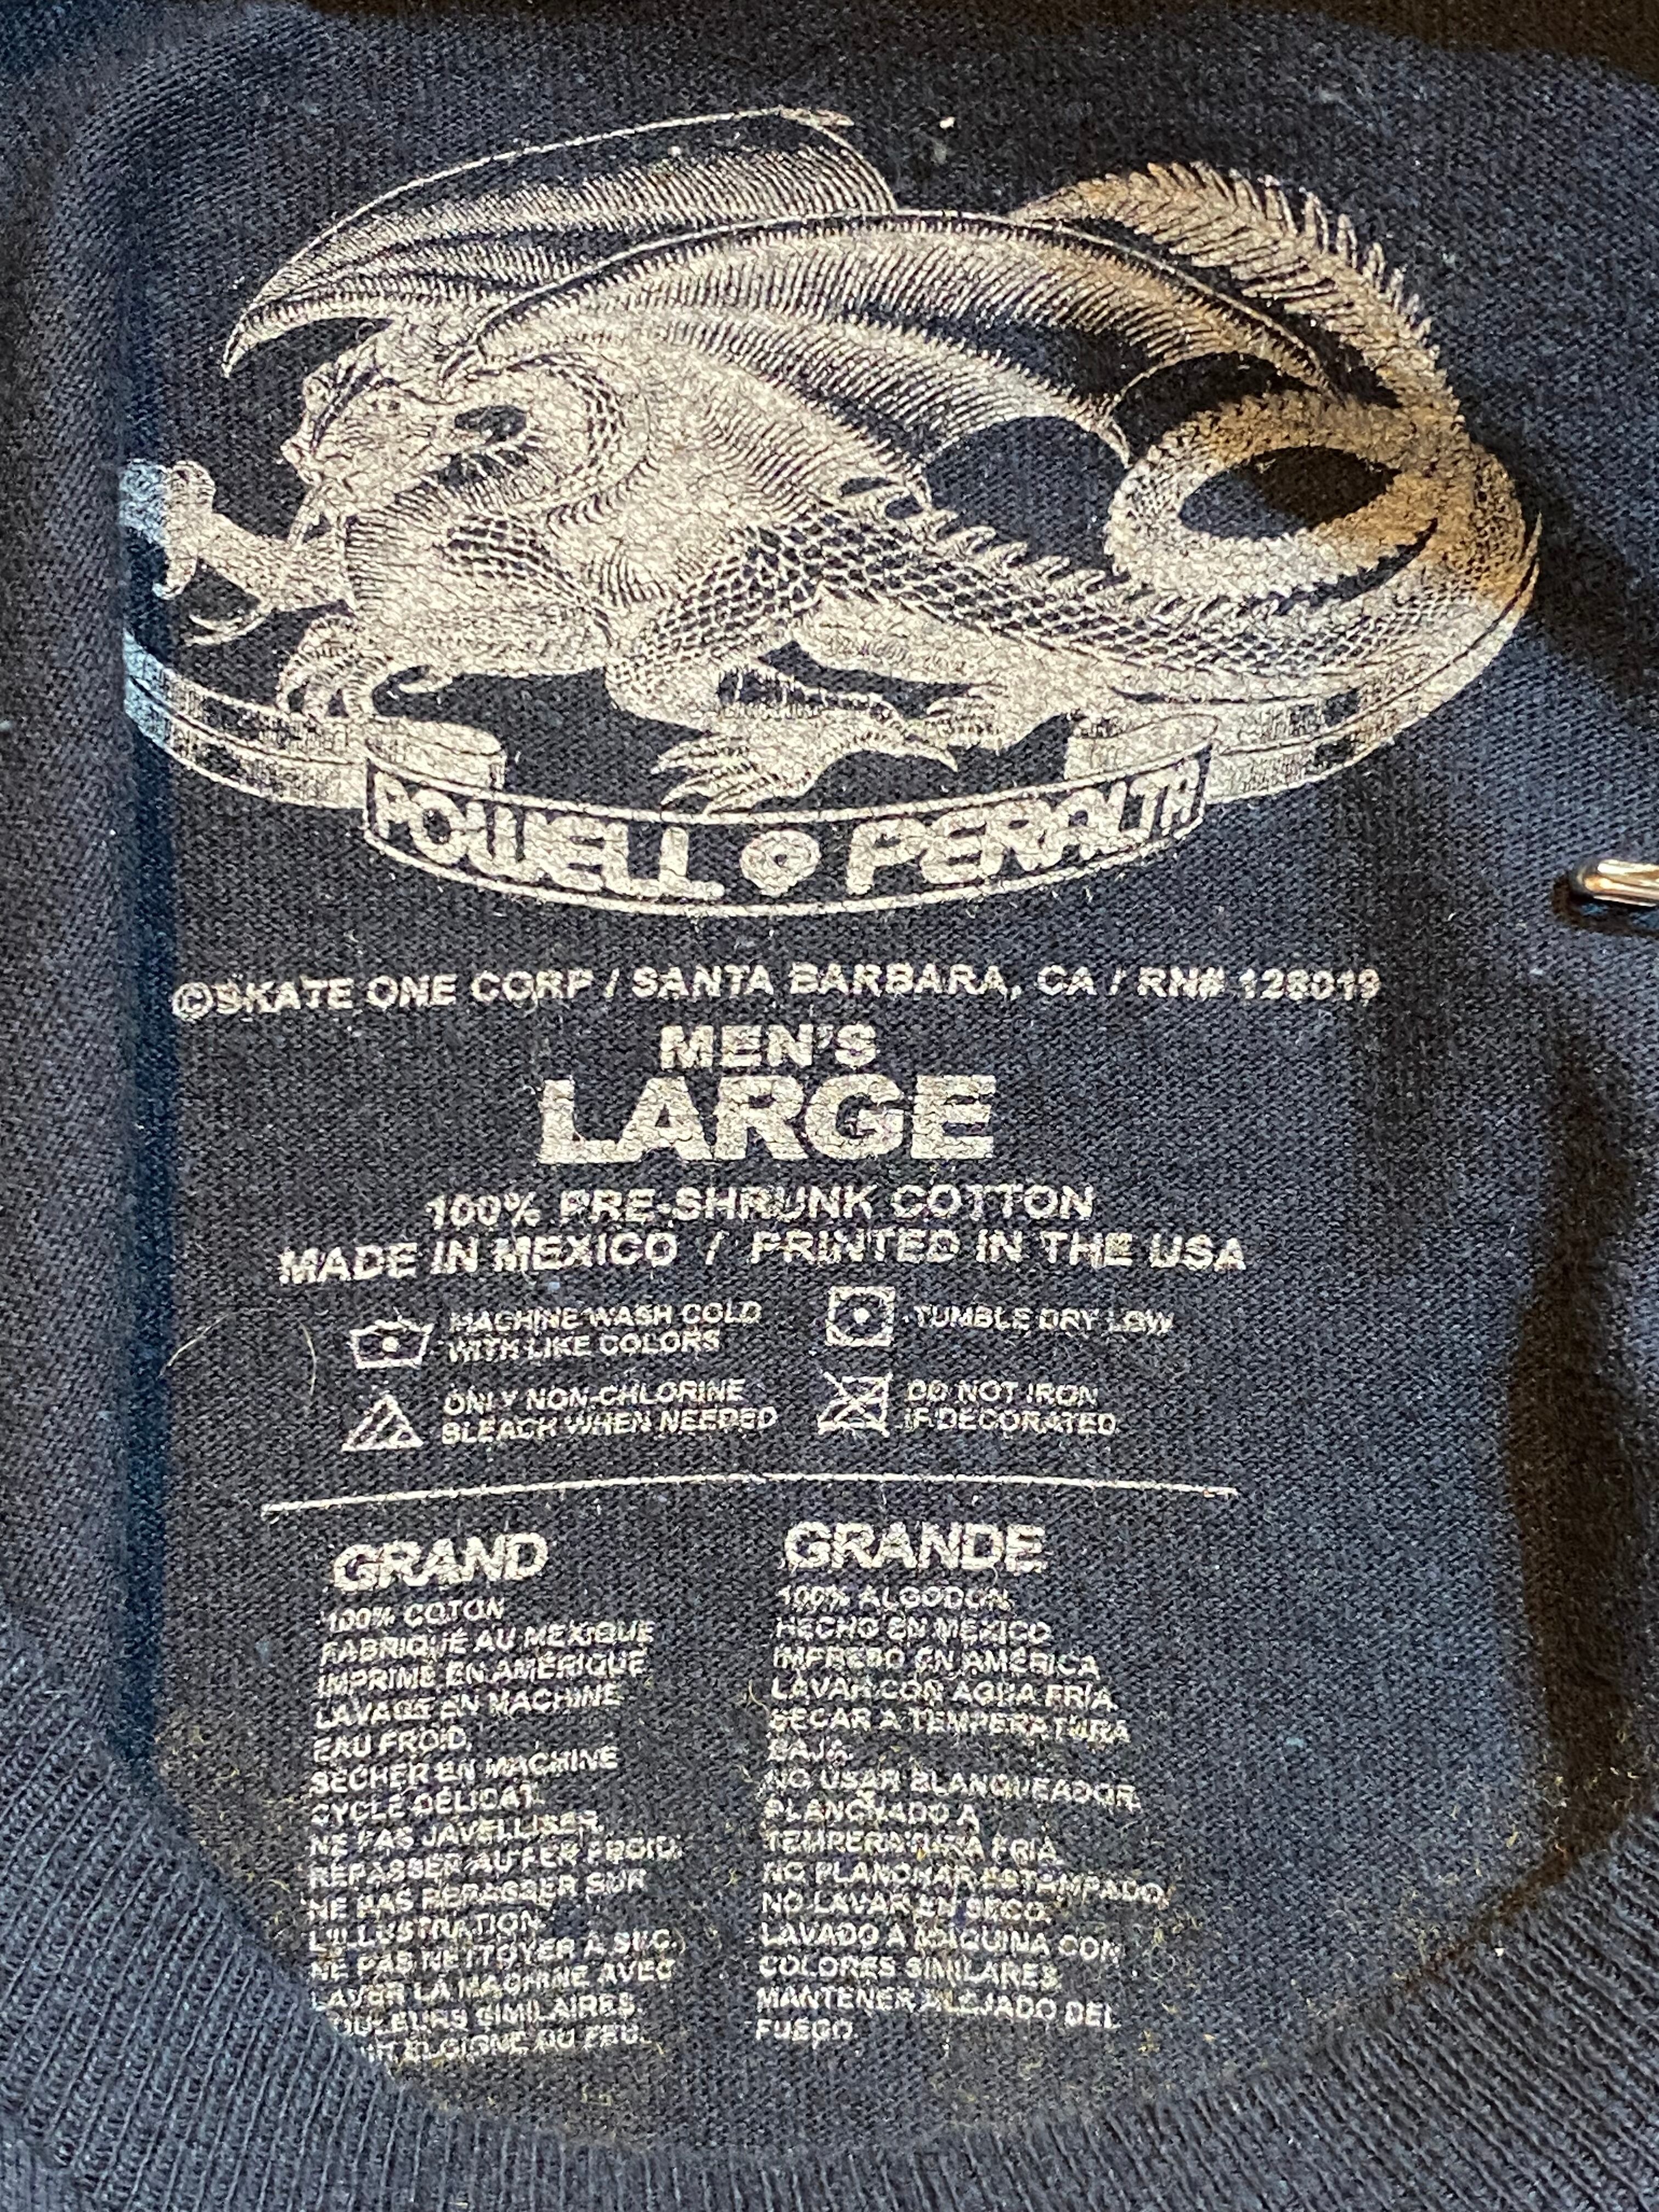 POWELL PERALTA
©SKATE ONE CORP / SANTA BARBARA, CA / RN# 128019
MEN'S
LARGE
100% PRE-SHRUNK COTTON
MADE IN MEXICO / PRINTED IN THE USA
MACHINE WASH COLD
WITH LIKE COLORS
TUMBLE DRY LOW
ONLY NON-CHLORINE
BLEACH WHEN NEEDED
DO NOT IRON
IF DECORATED
GRAND
100% COTON
FABRIQUÉ AU MEXIQUE
IMPRIMÉ EN AMÉRIQUE
LAVAGE EN MACHINE
EAU FROID,
SECHER EN MACHINE
CYCLE DELICAT.
NE PAS JAVELLISER,
REPASSER AU FER FROID.
NE PAS REPASSER SUR
L'ILLUSTRATION.
NE PAS NETTOYER A SEC.
LAVER LA MACHINE AVEC
COULEURS SIMILAIRES.
ELOIGNE DU FEU.
GRANDE
100% ALGODON
HECHO EN MEXICO
IMPRESO EN AMERICA
LAVAR CON AGUA FRIA.
SECAR A TEMPERATURA
BAJA.
NO USAR BLANQUEADOR.
PLANCHADO A
TEMPERATURA FRIA.
NO PLANCHAR ESTAMPADO.
NO LAVAR EN SECO.
LAVADO A MAQUINA CON
COLORES SIMILARES.
MANTENER ALEJADO DEL
FUEGO.